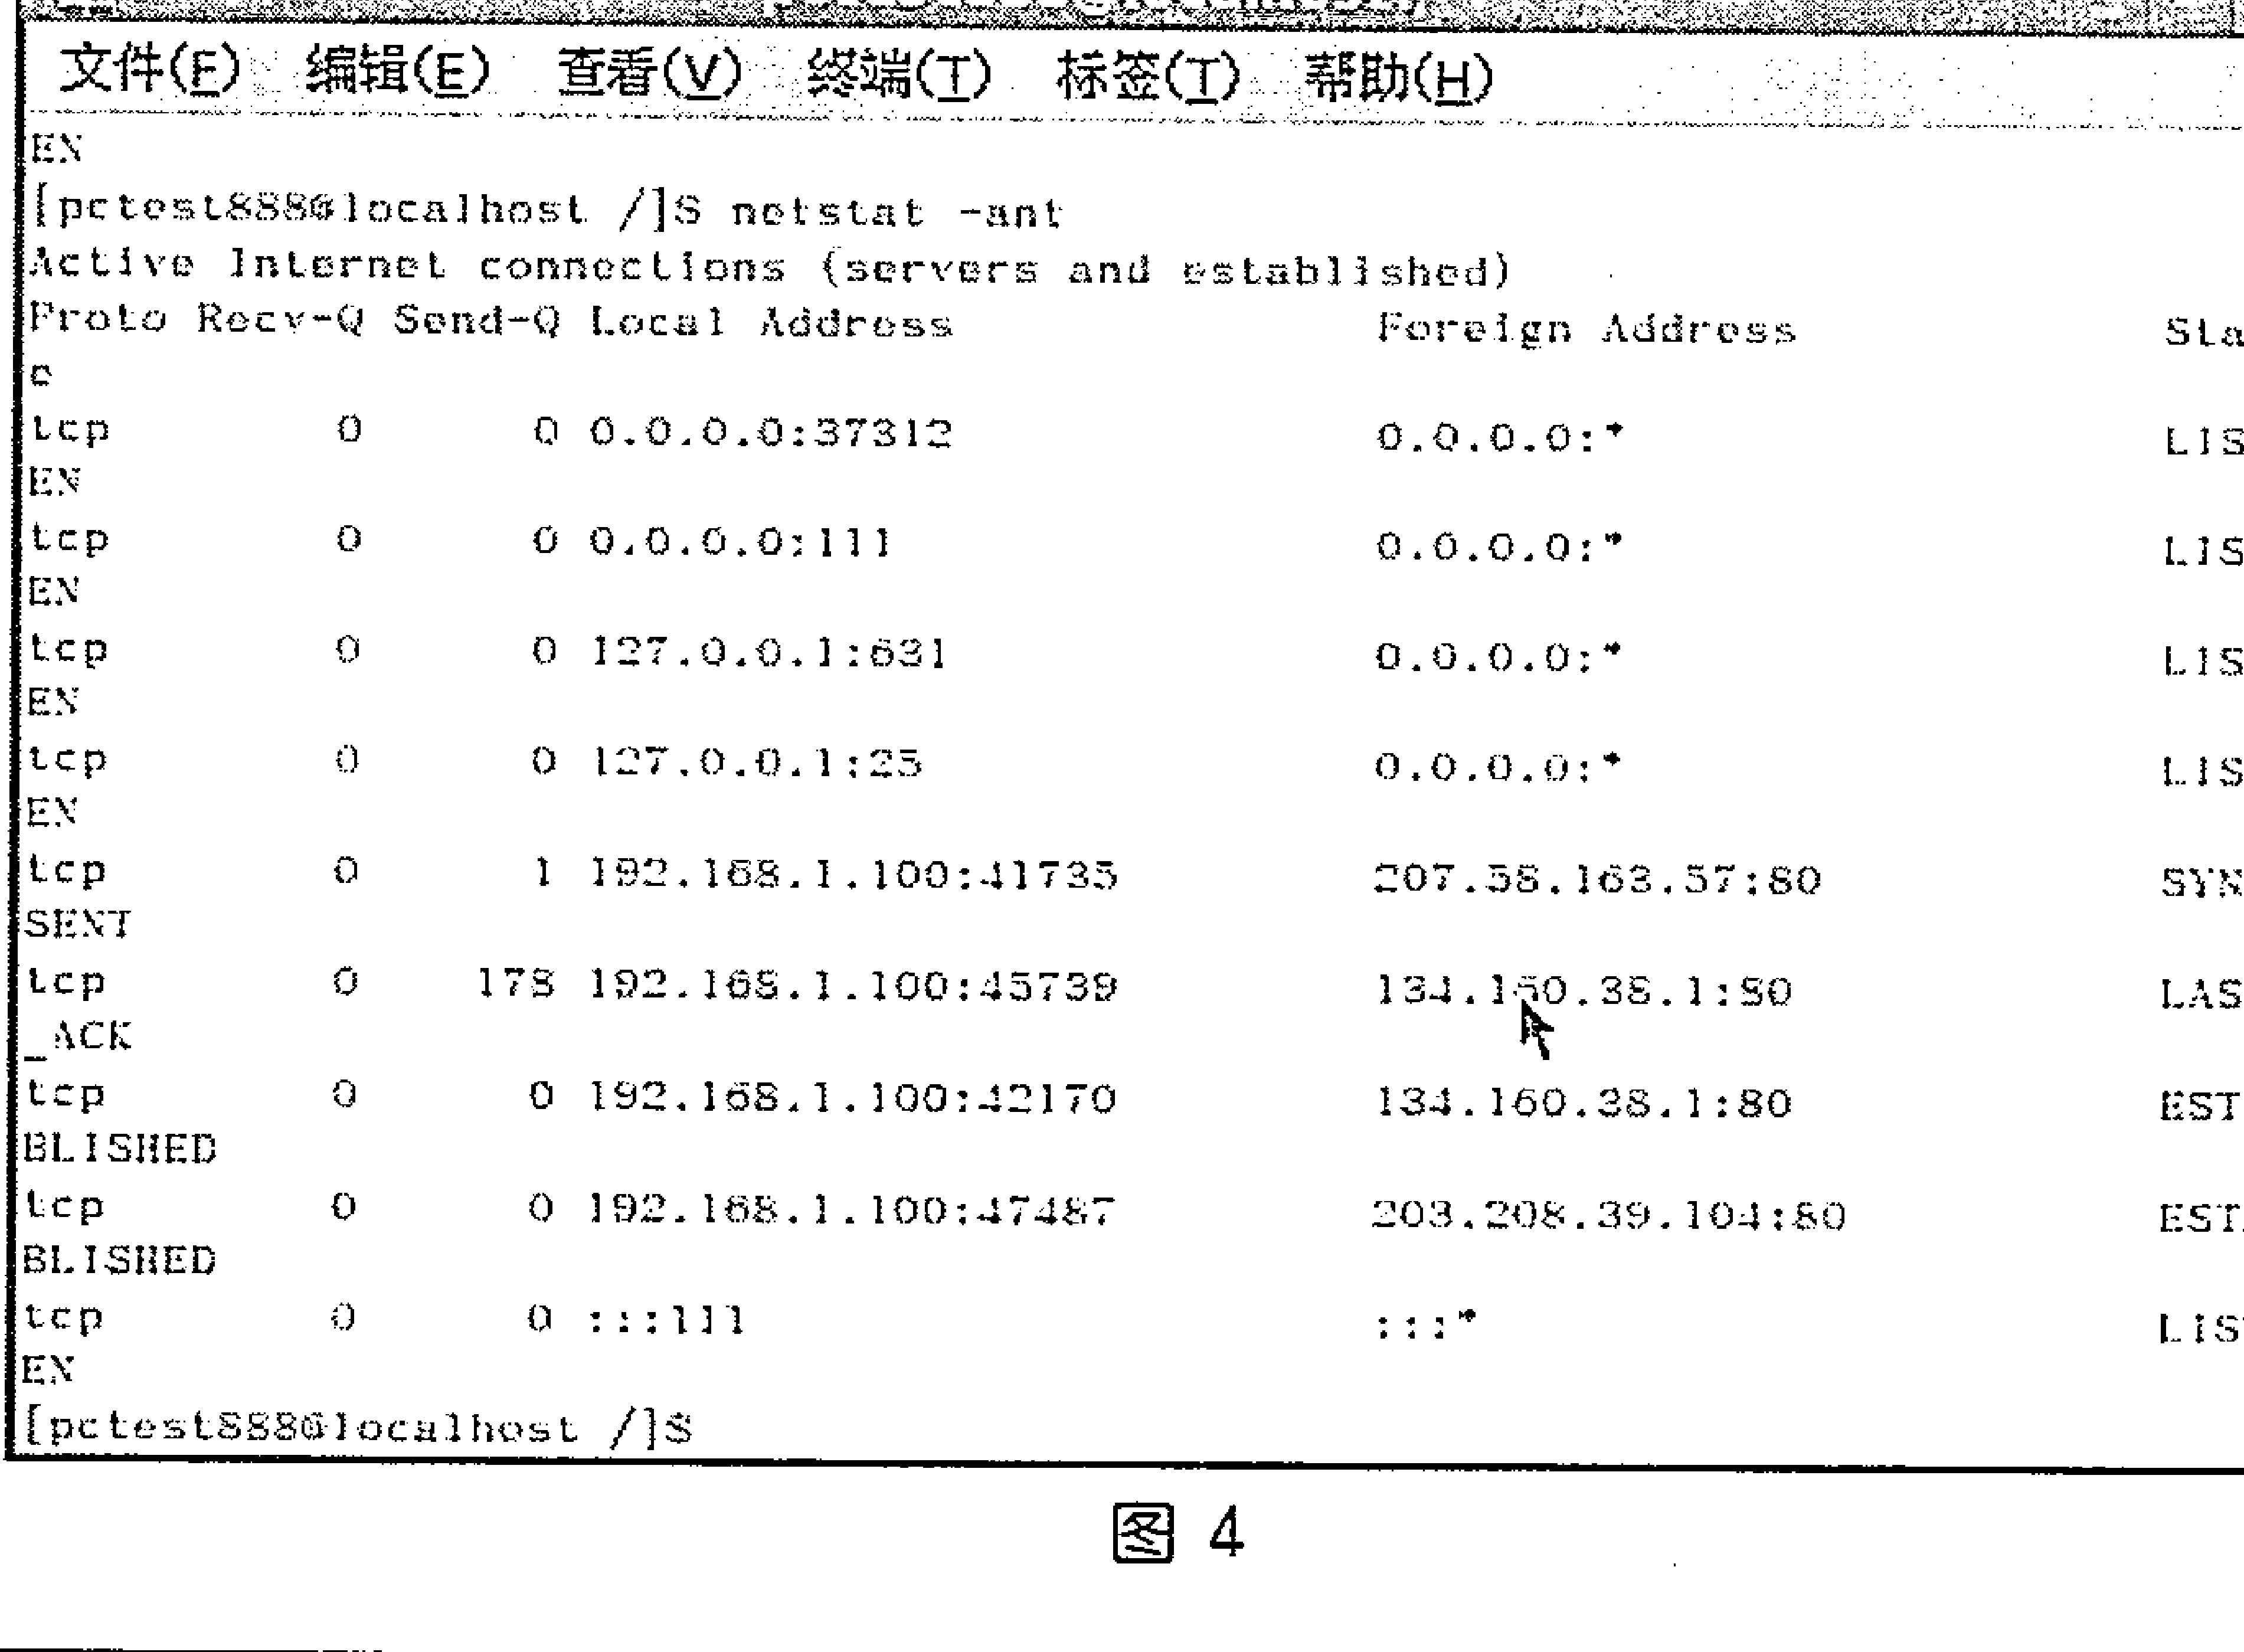 文件(F) 编辑(E) 查看(V) 终端(T) 标签(T) 帮助(H)
EN
[pctest888@localhost /]$ netstat -ant
Active Internet connections (servers and established)
Proto Recv-Q Send-Q Local Address Foreign Address Sta
e
tcp 0 0 0.0.0.0:37312 0.0.0.0:* LIS
EN
tcp 0 0 0.0.0.0:111 0.0.0.0:* LIS
EN
tcp 0 0 127.0.0.1:631 0.0.0.0:* LIS
EN
tcp 0 0 127.0.0.1:25 0.0.0.0:* LIS
EN
tcp 0 1 192.168.1.100:41735 207.58.163.57:80 SYN
SENT
tcp 0 178 192.168.1.100:45739 134.160.38.1:80 LAS
_ACK
tcp 0 0 192.168.1.100:42170 134.160.38.1:80 EST
BLISHED
tcp 0 0 192.168.1.100:47487 203.208.39.104:80 EST
BLISHED
tcp 0 0 :::111 :::* LIS
EN
[pctest888@localhost /]$
图 4